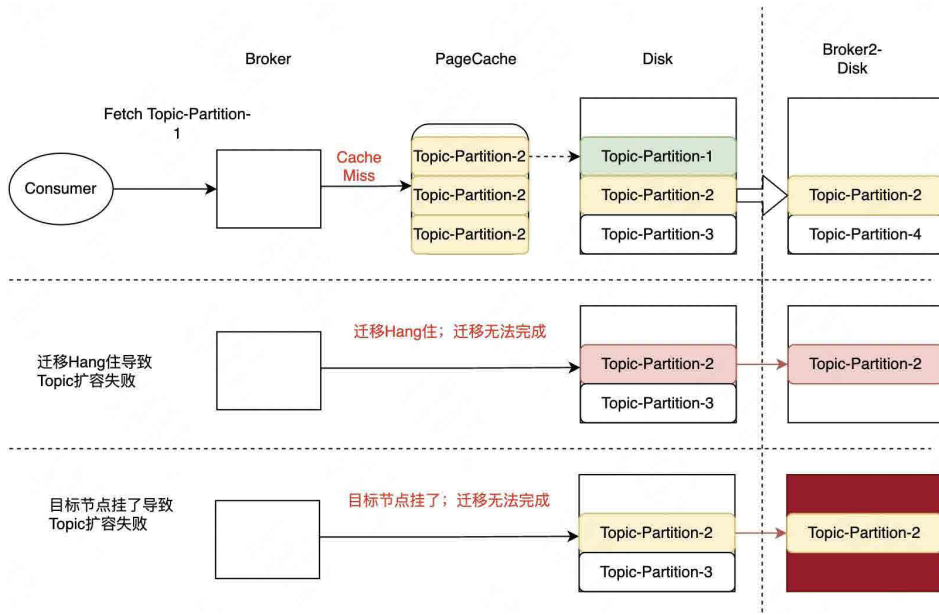 Broker
PageCache
Disk
Broker2-
Disk
Fetch Topic-Partition-
1
Consumer
Cache
Miss
Topic-Partition-2
Topic-Partition-2
Topic-Partition-2
Topic-Partition-1
Topic-Partition-2
Topic-Partition-3
Topic-Partition-2
Topic-Partition-4
迁移Hang住导致
Topic扩容失败
迁移Hang住；迁移无法完成
Topic-Partition-2
Topic-Partition-3
Topic-Partition-2
目标节点挂了导致
Topic扩容失败
目标节点挂了；迁移无法完成
Topic-Partition-2
Topic-Partition-3
Topic-Partition-2